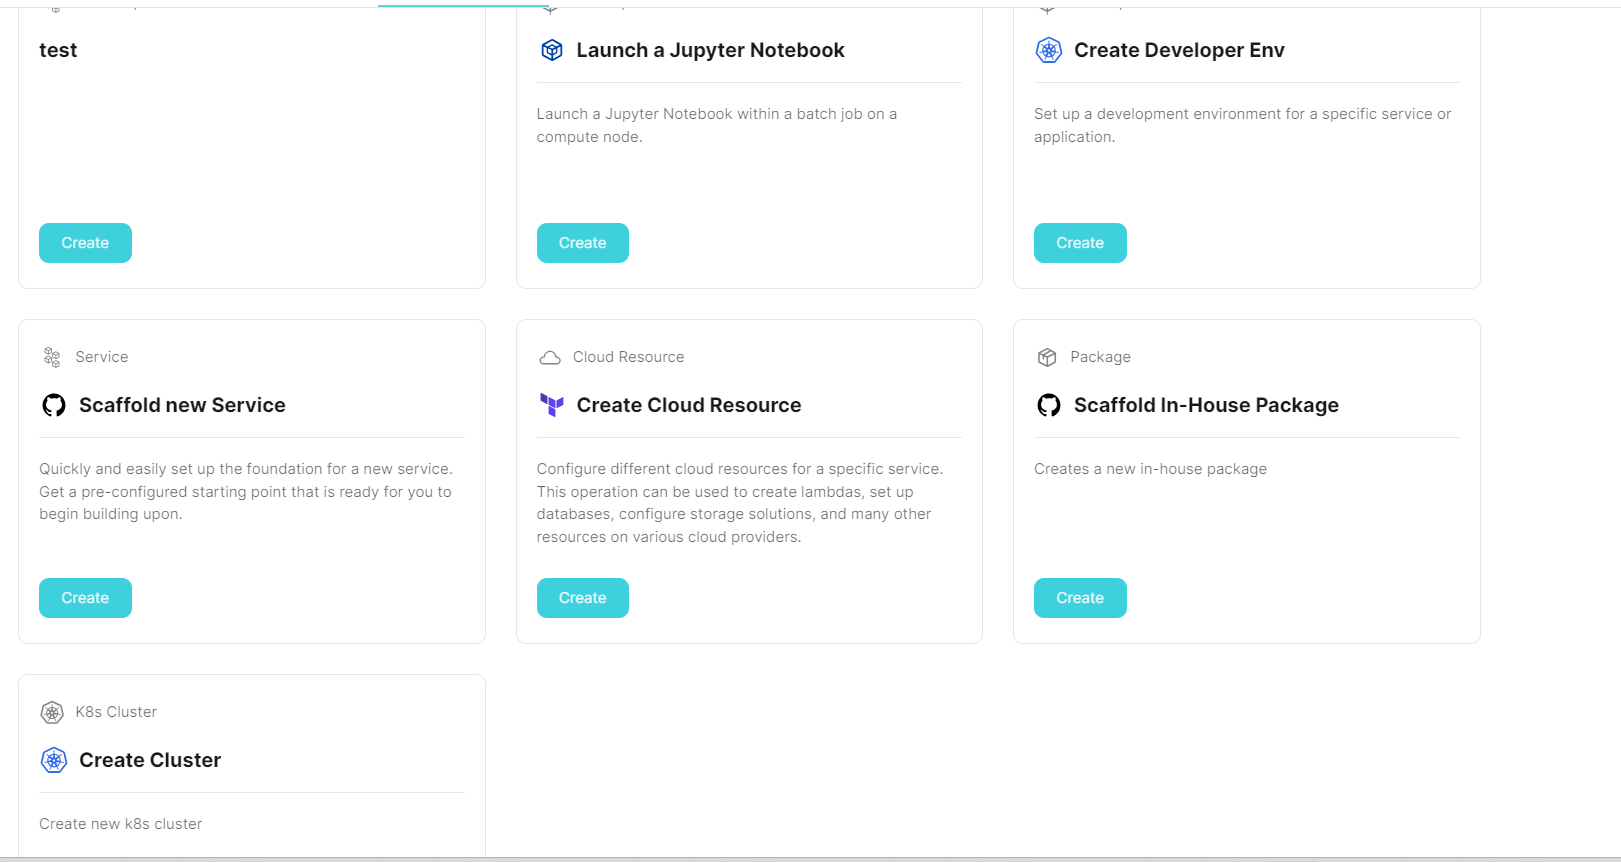 test
Launch a Jupyter Notebook
Create Developer Env
Launch a Jupyter Notebook within a batch job on a
compute node.
Set up a development environment for a specific service or
application.
Create
Create
Create
Service
Cloud Resource
Package
Scaffold new Service
Create Cloud Resource
Scaffold In-House Package
Quickly and easily set up the foundation for a new service.
Get a pre-configured starting point that is ready for you to
begin building upon.
Configure different cloud resources for a specific service.
This operation can be used to create lambdas, set up
databases, configure storage solutions, and many other
resources on various cloud providers.
Creates a new in-house package
Create
Create
Create
K8s Cluster
Create Cluster
Create new k8s cluster